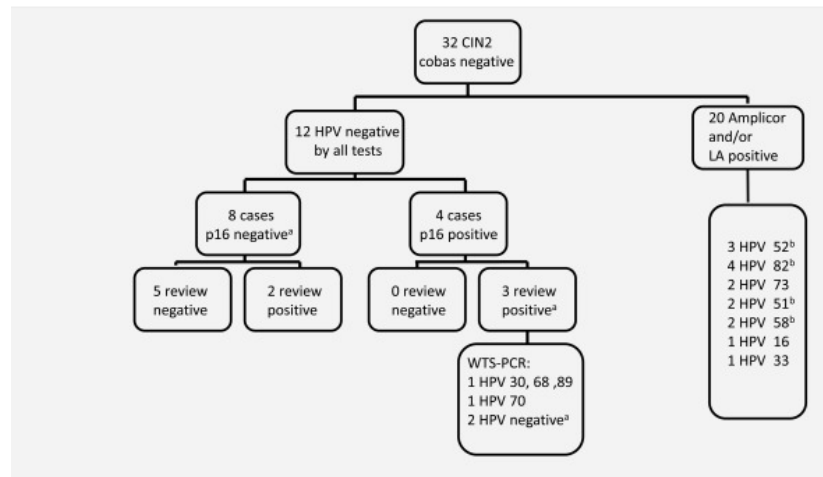 32 CIN2
cobas negative
12 HPV negative
by all tests
20 Amplicor
and/or
LA positive
8 cases
p16 negativeᵃ
4 cases
p16 positive
5 review
negative
2 review
positive
0 review
negative
3 review
positiveᵃ
WTS-PCR:
1 HPV 30, 68 ,89
1 HPV 70
2 HPV negativeᵃ
3 HPV 52ᵇ
4 HPV 82ᵇ
2 HPV 73
2 HPV 51ᵇ
2 HPV 58ᵇ
1 HPV 16
1 HPV 33